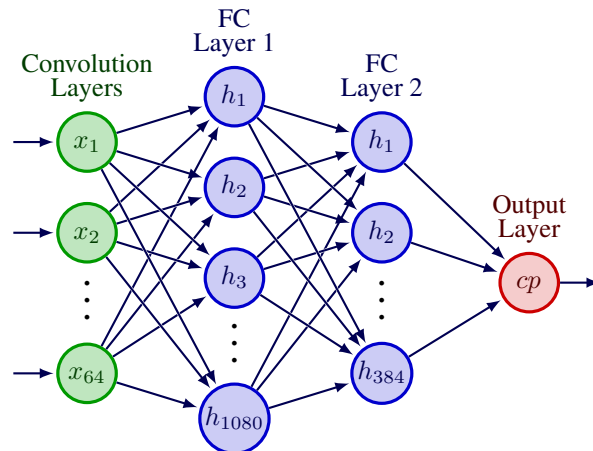 Convolution
Layers
x1
x2
x64
FC
Layer 1
h1
h2
h3
h1080
FC
Layer 2
h1
h2
h384
Output
Layer
cp